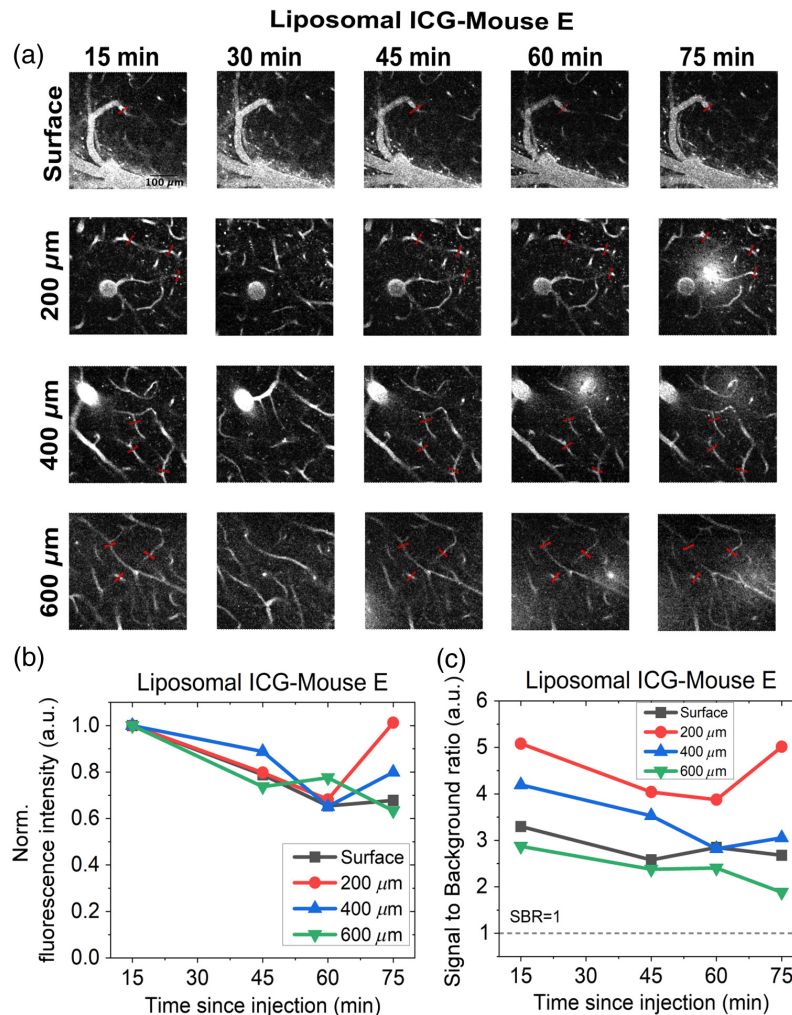 Liposomal ICG-Mouse E
(a)
15 min 30 min 45 min 60 min 75 min
Surface
100 µm
200 µm
400 µm
600 µm
(b)
Liposomal ICG-Mouse E
Norm.
fluorescence intensity (a.u.)
1.0
0.8
0.6
0.4
0.2
0.0
Surface
200 µm
400 µm
600 µm
15 30 45 60 75
Time since injection (min)
(c)
Liposomal ICG-Mouse E
Signal to Background ratio (a.u.)
6
5
4
3
2
1
Surface
200 µm
400 µm
600 µm
SBR=1
15 30 45 60 75
Time since injection (min)